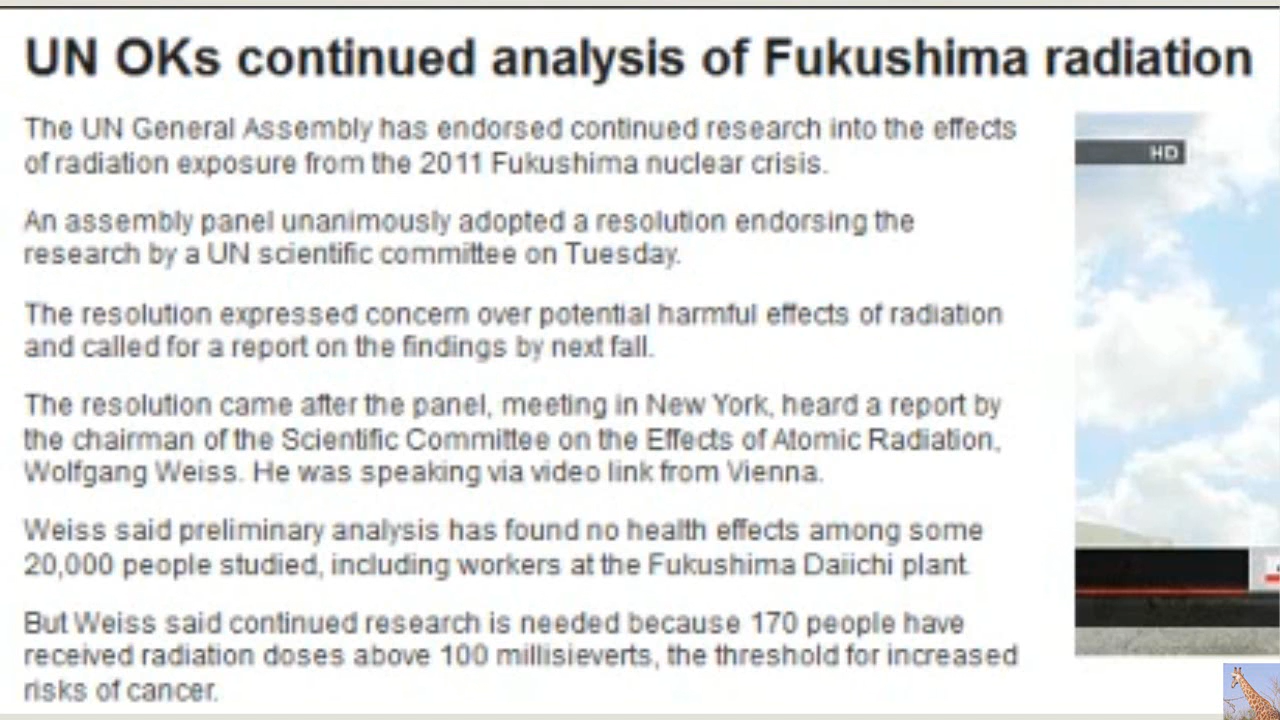 UN OKs continued analysis of Fukushima radiation
The UN General Assembly has endorsed continued research into the effects
of radiation exposure from the 2011 Fukushima nuclear crisis.
An assembly panel unanimously adopted a resolution endorsing the
research by a UN scientific committee on Tuesday.
The resolution expressed concern over potential harmful effects of radiation
and called for a report on the findings by next fall.
The resolution came after the panel, meeting in New York, heard a report by
the chairman of the Scientific Committee on the Effects of Atomic Radiation,
Wolfgang Weiss. He was speaking via video link from Vienna.
Weiss said preliminary analysis has found no health effects among some
20,000 people studied, including workers at the Fukushima Daiichi plant.
But Weiss said continued research is needed because 170 people have
received radiation doses above 100 millisieverts, the threshold for increased
risks of cancer.
HD